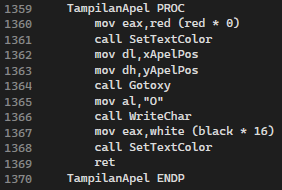 1359 TampilanApel PROC
1360 mov eax,red (red * 0)
1361 call SetTextColor
1362 mov dl,xApelPos
1363 mov dh,yApelPos
1364 call Gotoxy
1365 mov al,"O"
1366 call WriteChar
1367 mov eax,white (black * 16)
1368 call SetTextColor
1369 ret
1370 TampilanApel ENDP